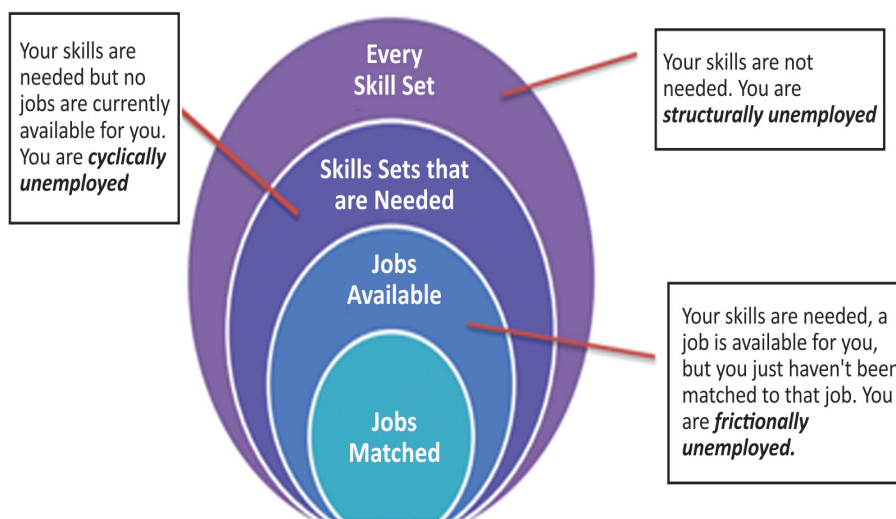 Your skills are
needed but no
jobs are currently
available for you.
You are cyclically
unemployed
Every
Skill Set
Your skills are not
needed. You are
structurally unemployed
Skills Sets that
are Needed
Jobs
Available
Your skills are needed, a
job is available for you,
but you just haven't been
matched to that job. You
are frictionally
unemployed.
Jobs
Matched